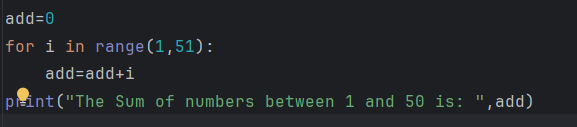 add=0
for i in range(1,51):
    add=add+i
print("The Sum of numbers between 1 and 50 is: ",add)